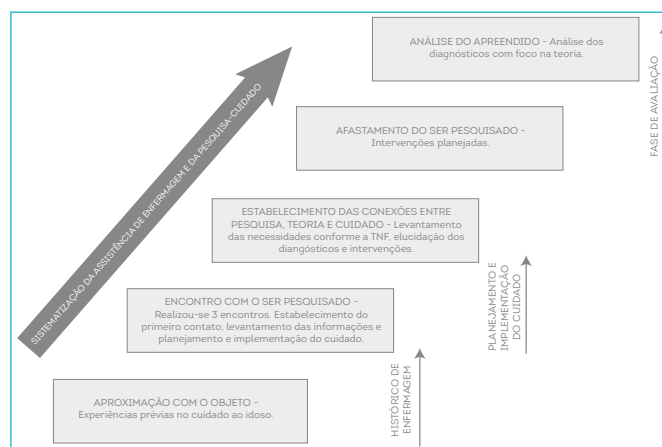 ANÁLISE DO APREENDIDO – Análise dos
diagnósticos com foco na teoria.
FASE DE AVALIAÇÃO
AFASTAMENTO DO SER PESQUISADO –
Intervenções planejadas.
SISTEMATIZAÇÃO DA ASSISTÊNCIA DE ENFERMAGEM E DA PESQUISA-CUIDADO
ESTABELECIMENTO DAS CONEXÕES ENTRE
PESQUISA, TEORIA E CUIDADO – Levantamento
das necessidades conforme a TNF, elucidação dos
diangósticos e intervenções.
PLANEJAMENTO E
IMPLEMENTAÇÃO
DO CUIDADO
ENCONTRO COM O SER PESQUISADO –
Realizou-se 3 encontros. Estabelecimento do
primeiro contato, levantamento das informações e
planejamento e implementação do cuidado.
HISTÓRICO DE
ENFERMAGEM
APROXIMAÇÃO COM O OBJETO –
Experiências prévias no cuidado ao idoso.